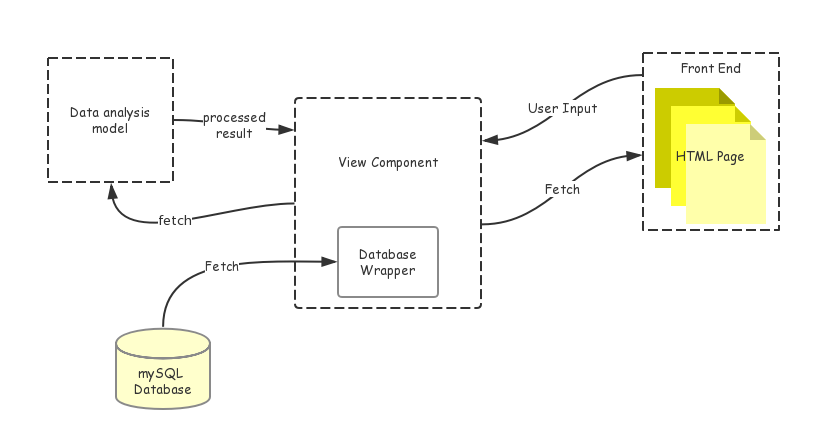 Data analysis
model
processed
result
fetch
View Component
Database
Wrapper
Fetch
mySQL
Database
User Input
Fetch
Front End
HTML Page